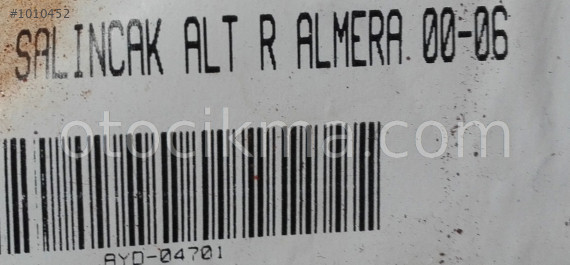 #1010452
SALINCAK ALT R ALMERA 00-06
otocikma.com
AYD-04701